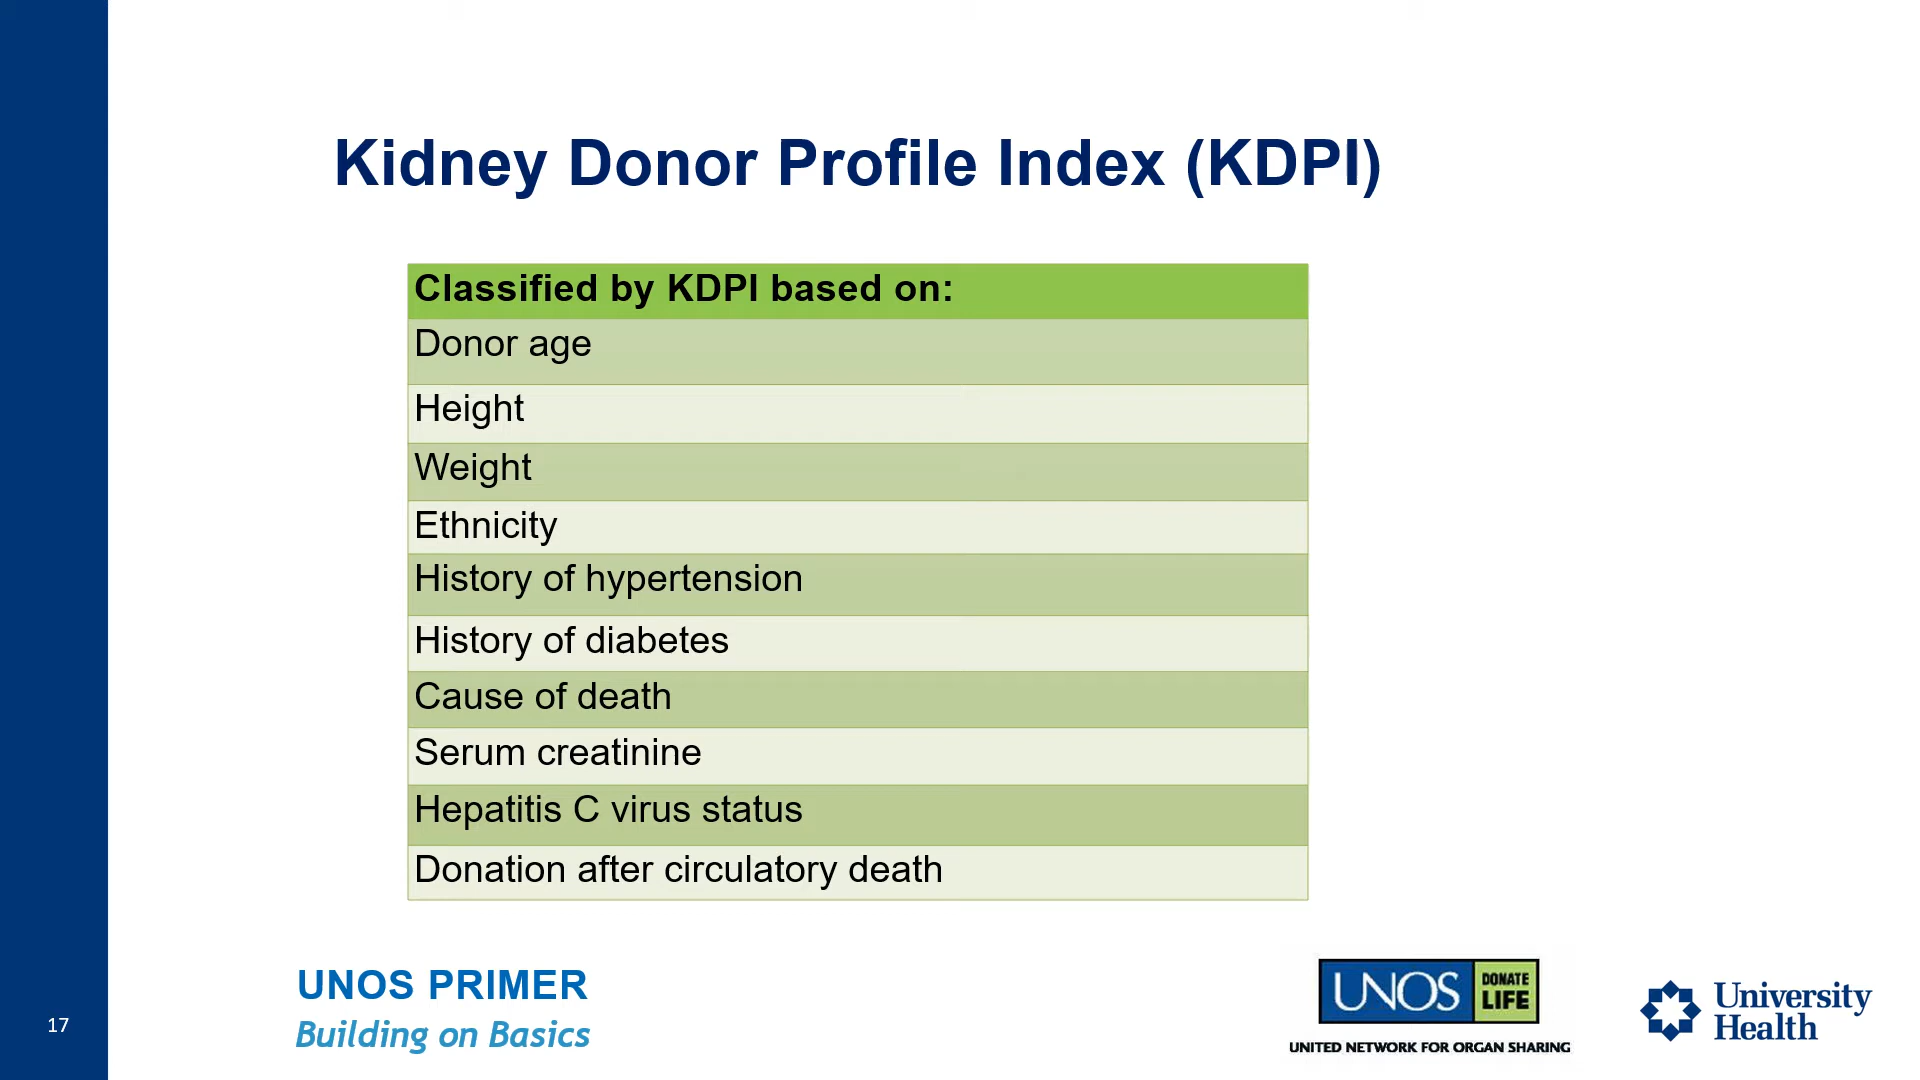 Kidney Donor Profile Index (KDPI)
Classified by KDPI based on:
Donor age
Height
Weight
Ethnicity
History of hypertension
History of diabetes
Cause of death
Serum creatinine
Hepatitis C virus status
Donation after circulatory death
UNOS PRIMER
Building on Basics
17
UNOS
DONATE
LIFE
UNITED NETWORK FOR ORGAN SHARING
University
Health